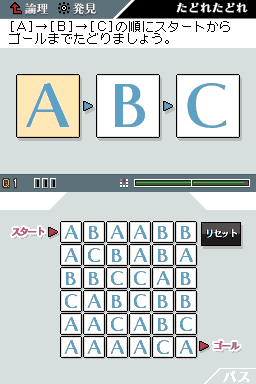 論理 発見 たどれたどれ
[A]→[B]→[C]の順にスタートから
ゴールまでたどりましょう。
A B C
Q1
スタート A B A A B B リセット
A C B A B A
B B C C A B
C A B C B B
A A C A B C
A A A A C A ゴール
パス